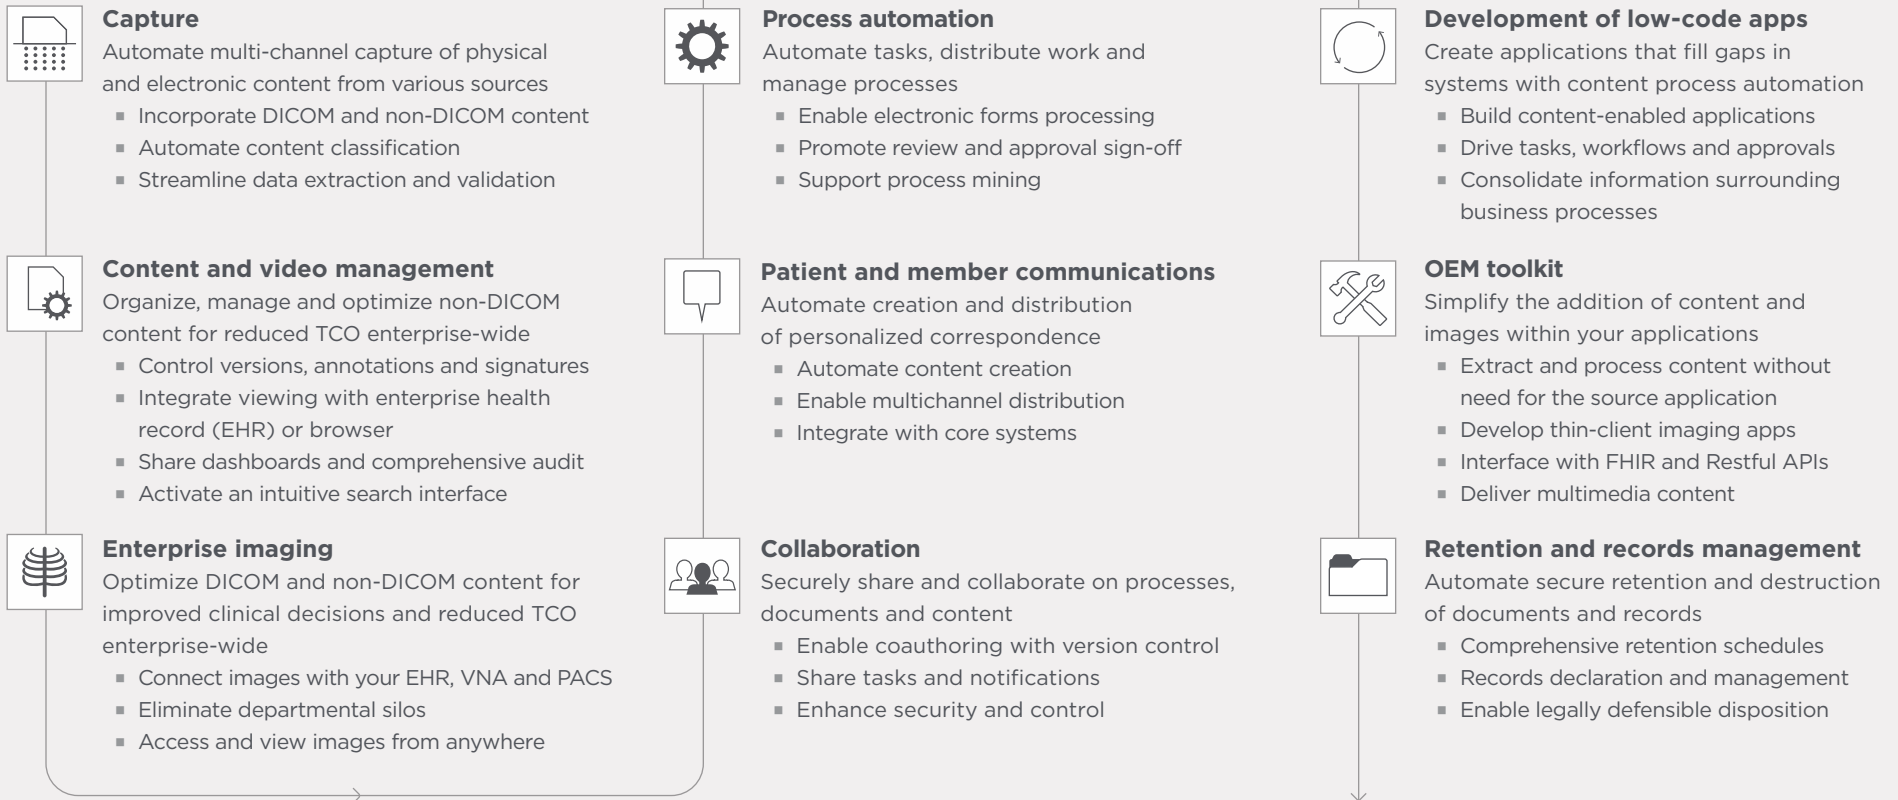 Capture
Automate multi-channel capture of physical
and electronic content from various sources
▪ Incorporate DICOM and non-DICOM content
▪ Automate content classification
▪ Streamline data extraction and validation
Content and video management
Organize, manage and optimize non-DICOM
content for reduced TCO enterprise-wide
▪ Control versions, annotations and signatures
▪ Integrate viewing with enterprise health
record (EHR) or browser
▪ Share dashboards and comprehensive audit
▪ Activate an intuitive search interface
Enterprise imaging
Optimize DICOM and non-DICOM content for
improved clinical decisions and reduced TCO
enterprise-wide
▪ Connect images with your EHR, VNA and PACS
▪ Eliminate departmental silos
▪ Access and view images from anywhere
Process automation
Automate tasks, distribute work and
manage processes
▪ Enable electronic forms processing
▪ Promote review and approval sign-off
▪ Support process mining
Patient and member communications
Automate creation and distribution
of personalized correspondence
▪ Automate content creation
▪ Enable multichannel distribution
▪ Integrate with core systems
Collaboration
Securely share and collaborate on processes,
documents and content
▪ Enable coauthoring with version control
▪ Share tasks and notifications
▪ Enhance security and control
Development of low-code apps
Create applications that fill gaps in
systems with content process automation
▪ Build content-enabled applications
▪ Drive tasks, workflows and approvals
▪ Consolidate information surrounding
business processes
OEM toolkit
Simplify the addition of content and
images within your applications
▪ Extract and process content without
need for the source application
▪ Develop thin-client imaging apps
▪ Interface with FHIR and Restful APIs
▪ Deliver multimedia content
Retention and records management
Automate secure retention and destruction
of documents and records
▪ Comprehensive retention schedules
▪ Records declaration and management
▪ Enable legally defensible disposition